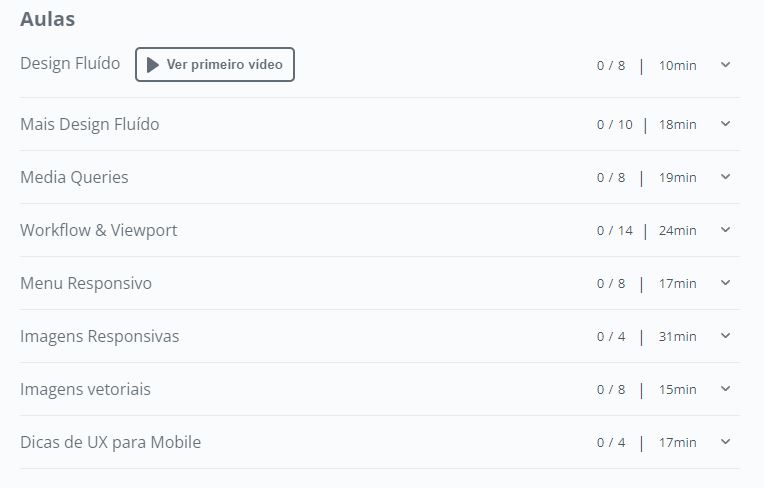 Aulas
Design Fluído Ver primeiro vídeo 0 / 8 | 10min
Mais Design Fluído 0 / 10 | 18min
Media Queries 0 / 8 | 19min
Workflow & Viewport 0 / 14 | 24min
Menu Responsivo 0 / 8 | 17min
Imagens Responsivas 0 / 4 | 31min
Imagens vetoriais 0 / 8 | 15min
Dicas de UX para Mobile 0 / 4 | 17min